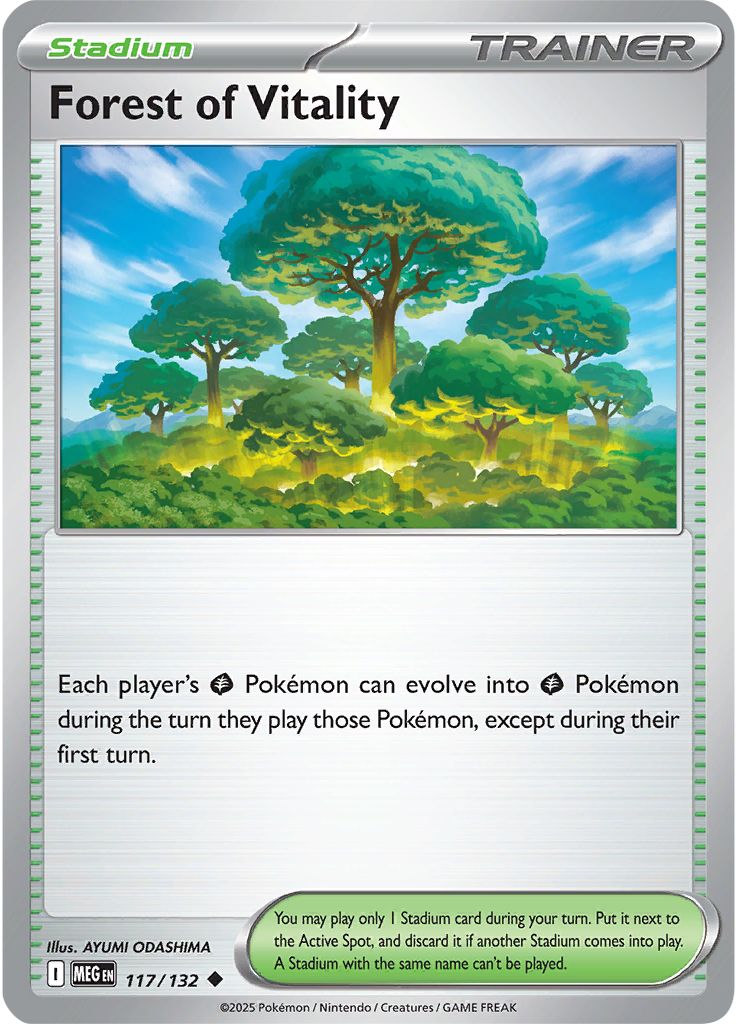 Stadium
TRAINER
Forest of Vitality
Each player's Pokémon can evolve into Pokémon
during the turn they play those Pokémon, except during their
first turn.
You may play only 1 Stadium card during your turn. Put it next to
the Active Spot, and discard it if another Stadium comes into play.
A Stadium with the same name can't be played.
Illus. AYUMI ODASHIMA
I MEG EN 117/132
©2025 Pokémon / Nintendo / Creatures / GAME FREAK